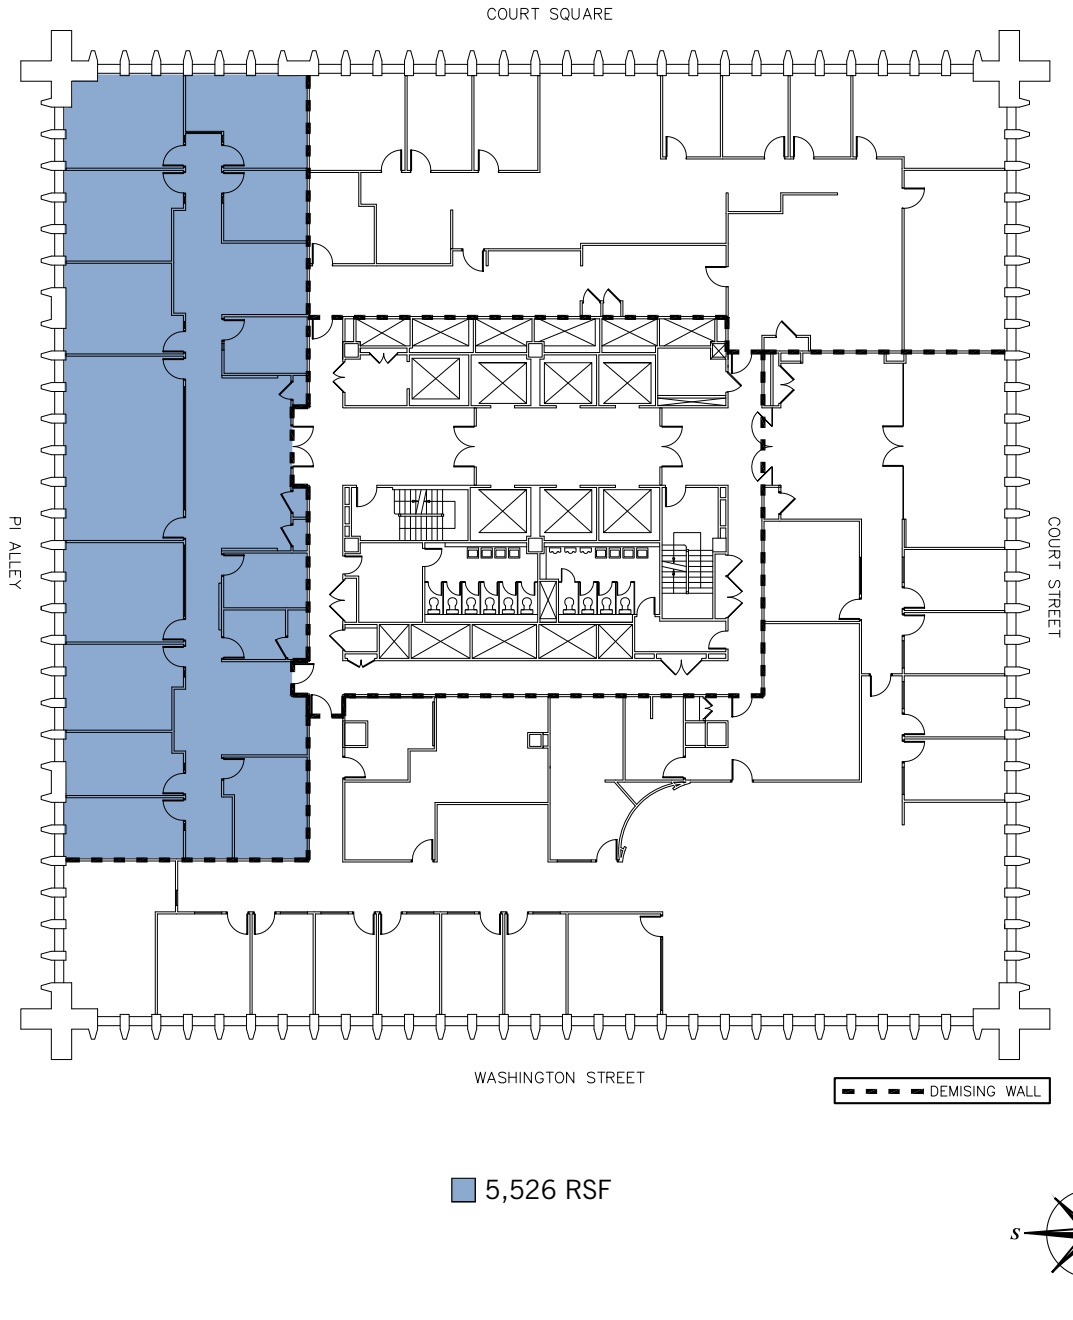 COURT SQUARE
PI ALLEY
COURT STREET
WASHINGTON STREET
DEMISING WALL
5,526 RSF
S